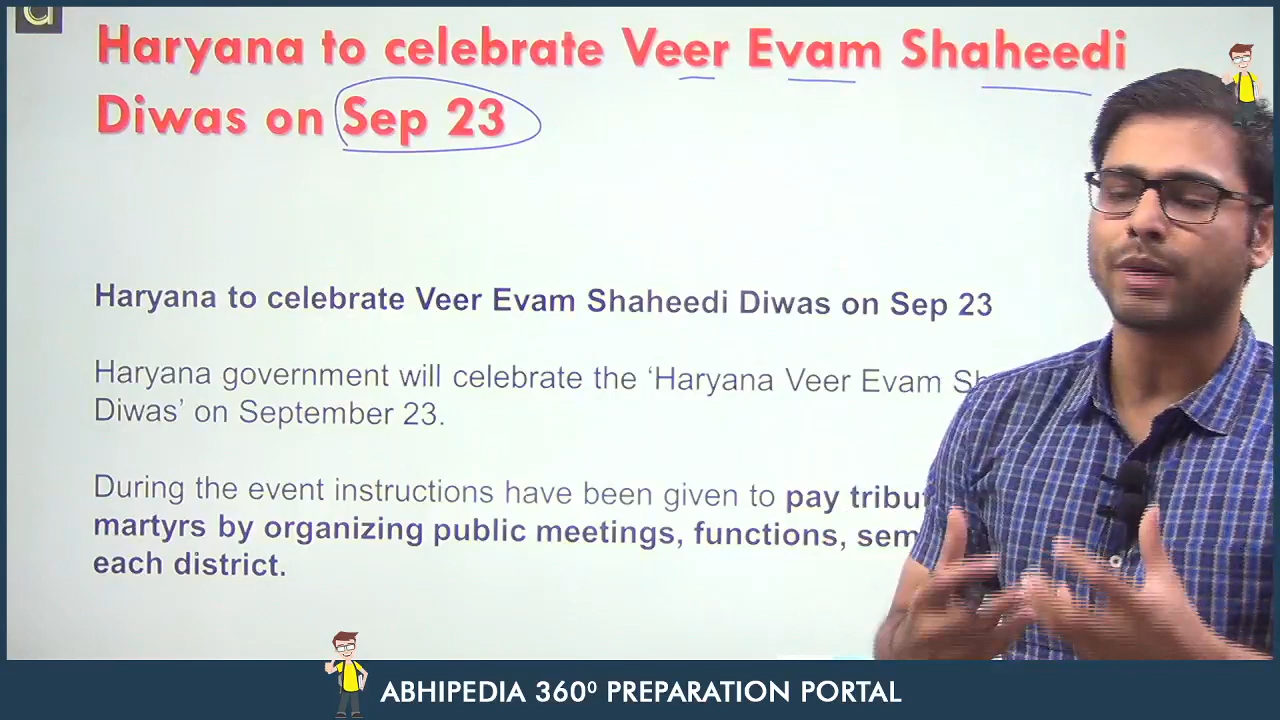 a
Haryana to celebrate Veer Evam Shaheedi
Diwas on Sep 23
Haryana to celebrate Veer Evam Shaheedi Diwas on Sep 23
Haryana government will celebrate the ‘Haryana Veer Evam
Diwas’ on September 23.
During the event instructions have been given to pay
martyrs by organizing public meetings, functions,
each district.
ABHIPEDIA 360⁰ PREPARATION PORTAL